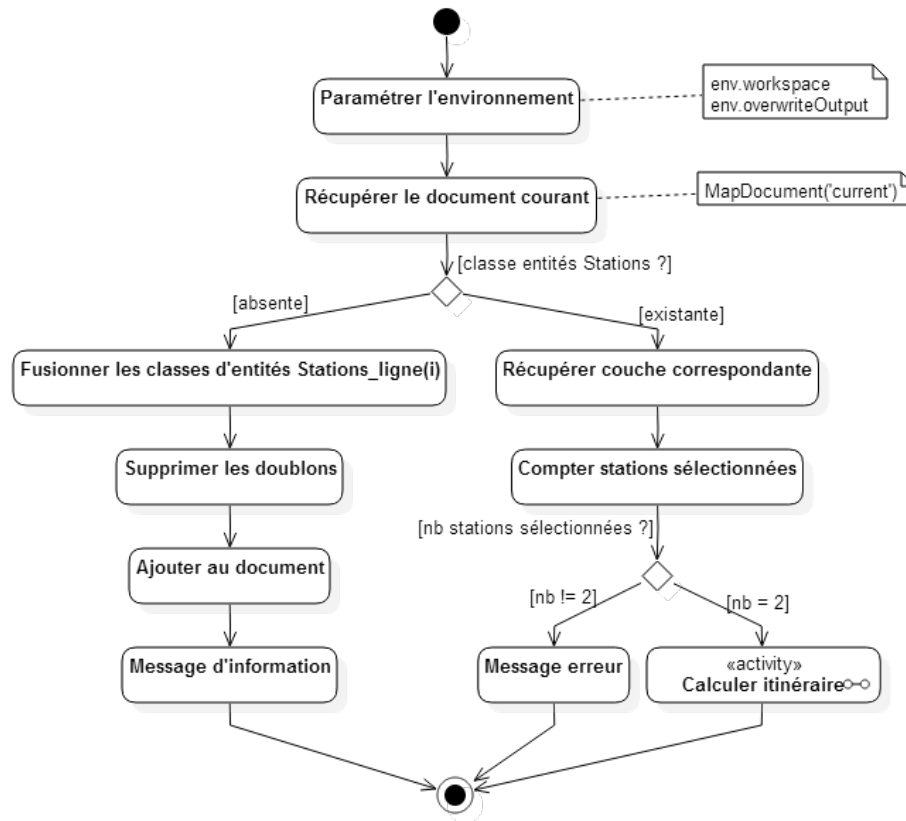 Paramétrer l'environnement
env.workspace
env.overwriteOutput
Récupérer le document courant
MapDocument('current')
[classe entités Stations ?]
[absente]
[existante]
Fusionner les classes d'entités Stations_ligne(i)
Récupérer couche correspondante
Supprimer les doublons
Compter stations sélectionnées
[nb stations sélectionnées ?]
Ajouter au document
[nb != 2]
[nb = 2]
Message d'information
Message erreur
«activity»
Calculer itinéraire